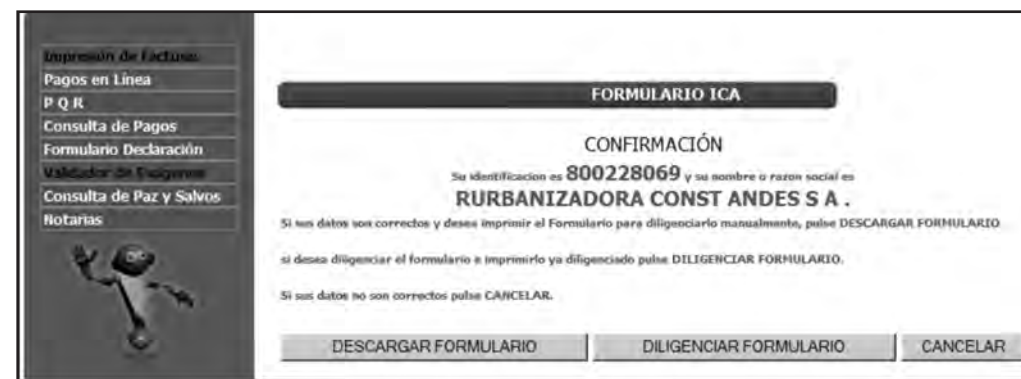 Impresión de Facturas
Pagos en Línea
P Q R
Consulta de Pagos
Formulario Declaración
Validador de
Consulta de Paz y Salvos
Notarias
FORMULARIO ICA
CONFIRMACIÓN
Su identificacion es 800228069 y su nombre o razon social es
RURBANIZADORA CONST ANDES S A .
Si sus datos son correctos y desea imprimir el Formulario para diligenciarlo manualmente, pulse DESCARGAR FORMULARIO
si desea diligenciar el formulario e imprimirlo ya diligenciado pulse DILIGENCIAR FORMULARIO.
Si sus datos no son correctos pulse CANCELAR.
DESCARGAR FORMULARIO DILIGENCIAR FORMULARIO CANCELAR